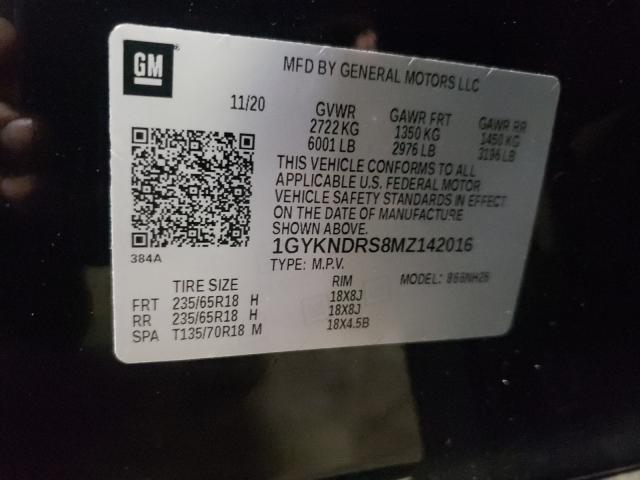 GM
MFD BY GENERAL MOTORS LLC
11/20 GVWR GAWR FRT GAWR RR
2722 KG 1350 KG 1450 KG
6001 LB 2976 LB 3196 LB
THIS VEHICLE CONFORMS TO ALL
APPLICABLE U.S. FEDERAL MOTOR
VEHICLE SAFETY STANDARDS IN EFFECT
ON THE DATE OF MANUFACTURE
SHOWN ABOVE.
1GYKNDRS8MZ142016
384A
TYPE: M.P.V. MODEL: 6NH26
TIRE SIZE RIM
FRT 235/65R18 H 18X8J
RR 235/65R18 H 18X8J
SPA T135/70R18 M 18X4.5B